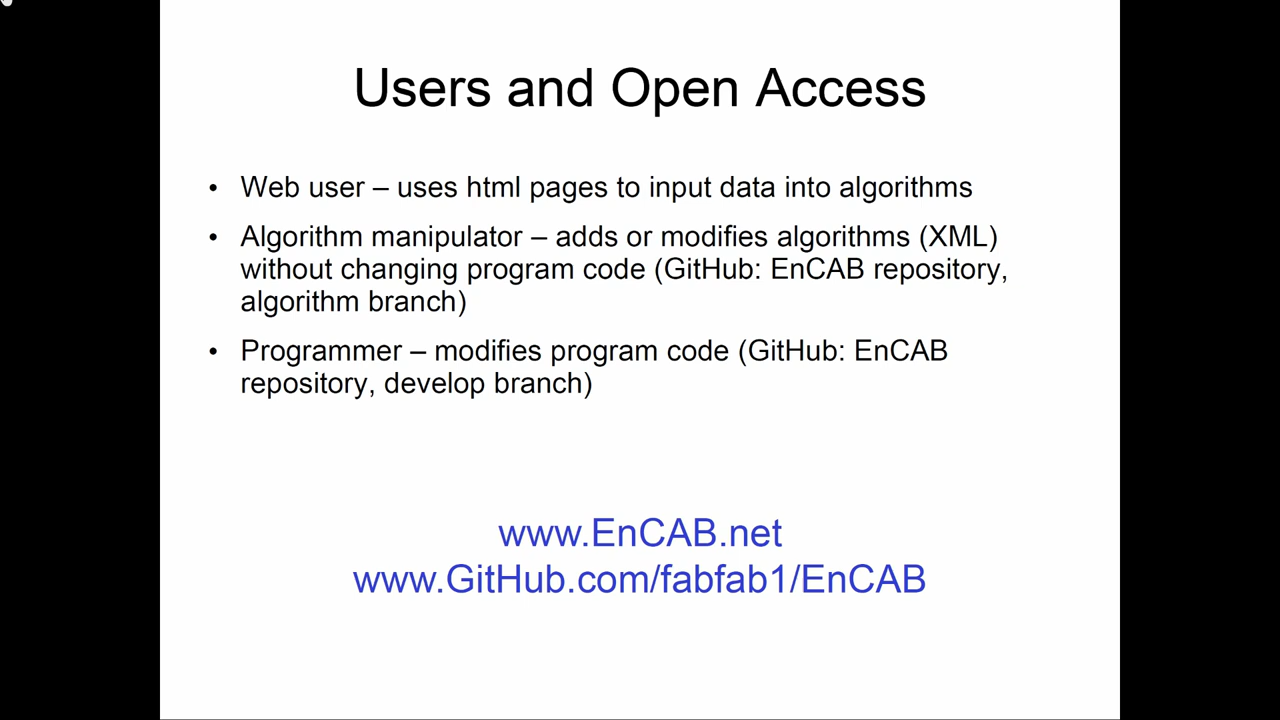 Users and Open Access
• Web user – uses html pages to input data into algorithms
• Algorithm manipulator – adds or modifies algorithms (XML)
without changing program code (GitHub: EnCAB repository,
algorithm branch)
• Programmer – modifies program code (GitHub: EnCAB
repository, develop branch)
www.EnCAB.net
www.GitHub.com/fabfab1/EnCAB